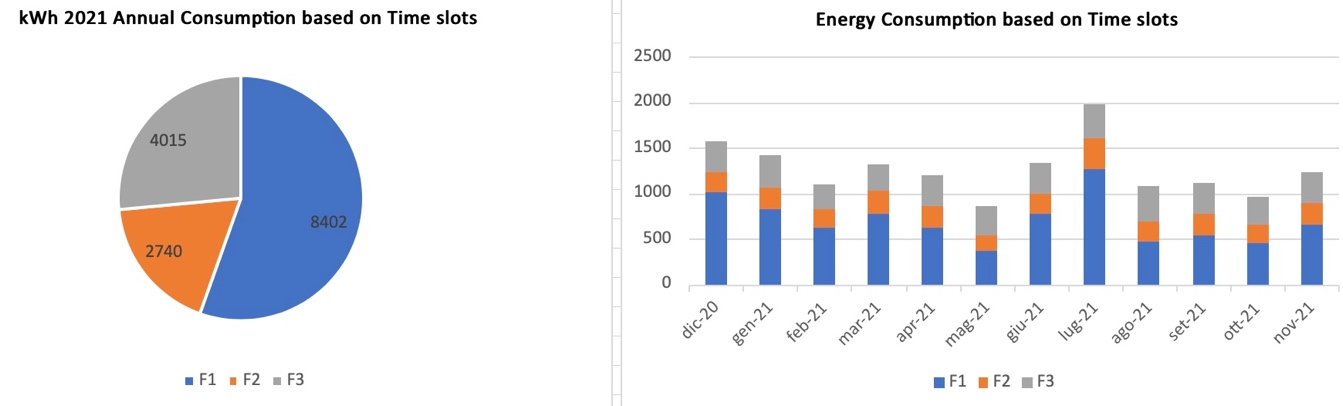 kWh 2021 Annual Consumption based on Time slots
4015
8402
2740
F1 F2 F3
Energy Consumption based on Time slots
2500
2000
1500
1000
500
0
dic-20 gen-21 feb-21 mar-21 apr-21 mag-21 giu-21 lug-21 ago-21 set-21 ott-21 nov-21
F1 F2 F3